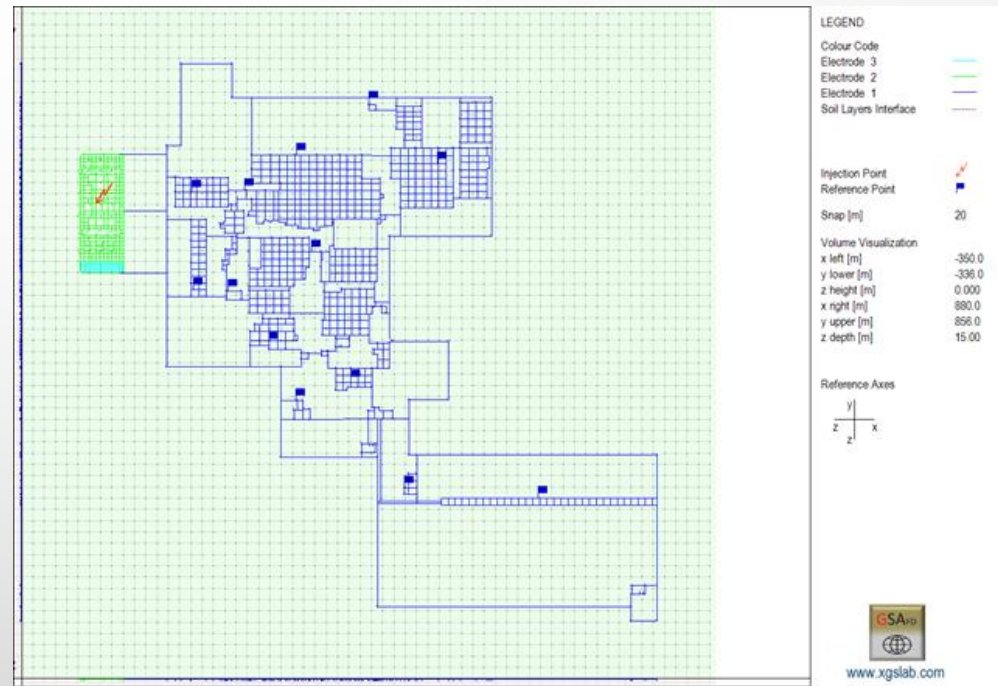 LEGEND
Colour Code
Electrode 3
Electrode 2
Electrode 1
Soil Layers Interface
Injection Point
Reference Point
Snap [m] 20
Volume Visualization
x left [m] -350.0
y lower [m] -336.0
z height [m] 0.000
x right [m] 880.0
y upper [m] 856.0
z depth [m] 15.00
Reference Axes
y
z x
z
GSA FD
www.xgslab.com